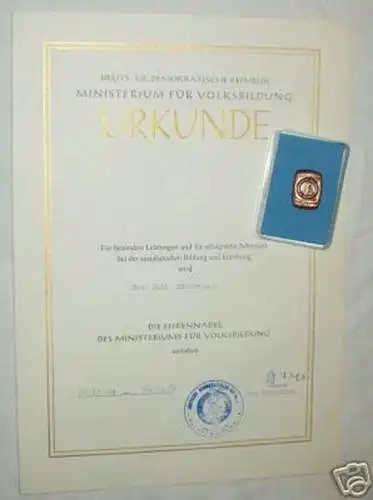 DEUTSCHE DEMOKRATISCHE REPUBLIK
MINISTERIUM FÜR VOLKSBILDUNG
URKUNDE
Für besondere Leistungen und für erfolgreiche Mitarbeit
bei der sozialistischen Bildung und Erziehung
wird
DIE EHRENNADEL
DES MINISTERIUMS FÜR VOLKSBILDUNG
verliehen